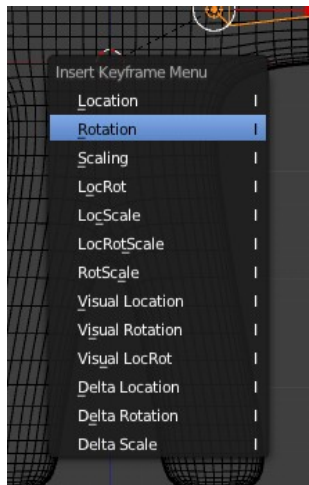 Insert Keyframe Menu
Location I
Rotation I
Scaling I
LocRot I
LocScale I
LocRotScale I
RotScale I
Visual Location I
Visual Rotation I
Visual LocRot I
Delta Location I
Delta Rotation I
Delta Scale I